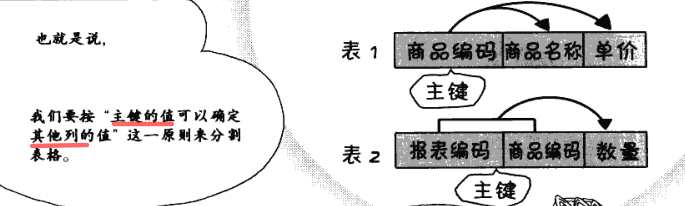 也就是说,
我们要按“主键的值可以确定
其他列的值”这一原则来分割
表格。
表 1
商品编码 商品名称 单价
主键
表 2
报表编码 商品编码 数量
主键